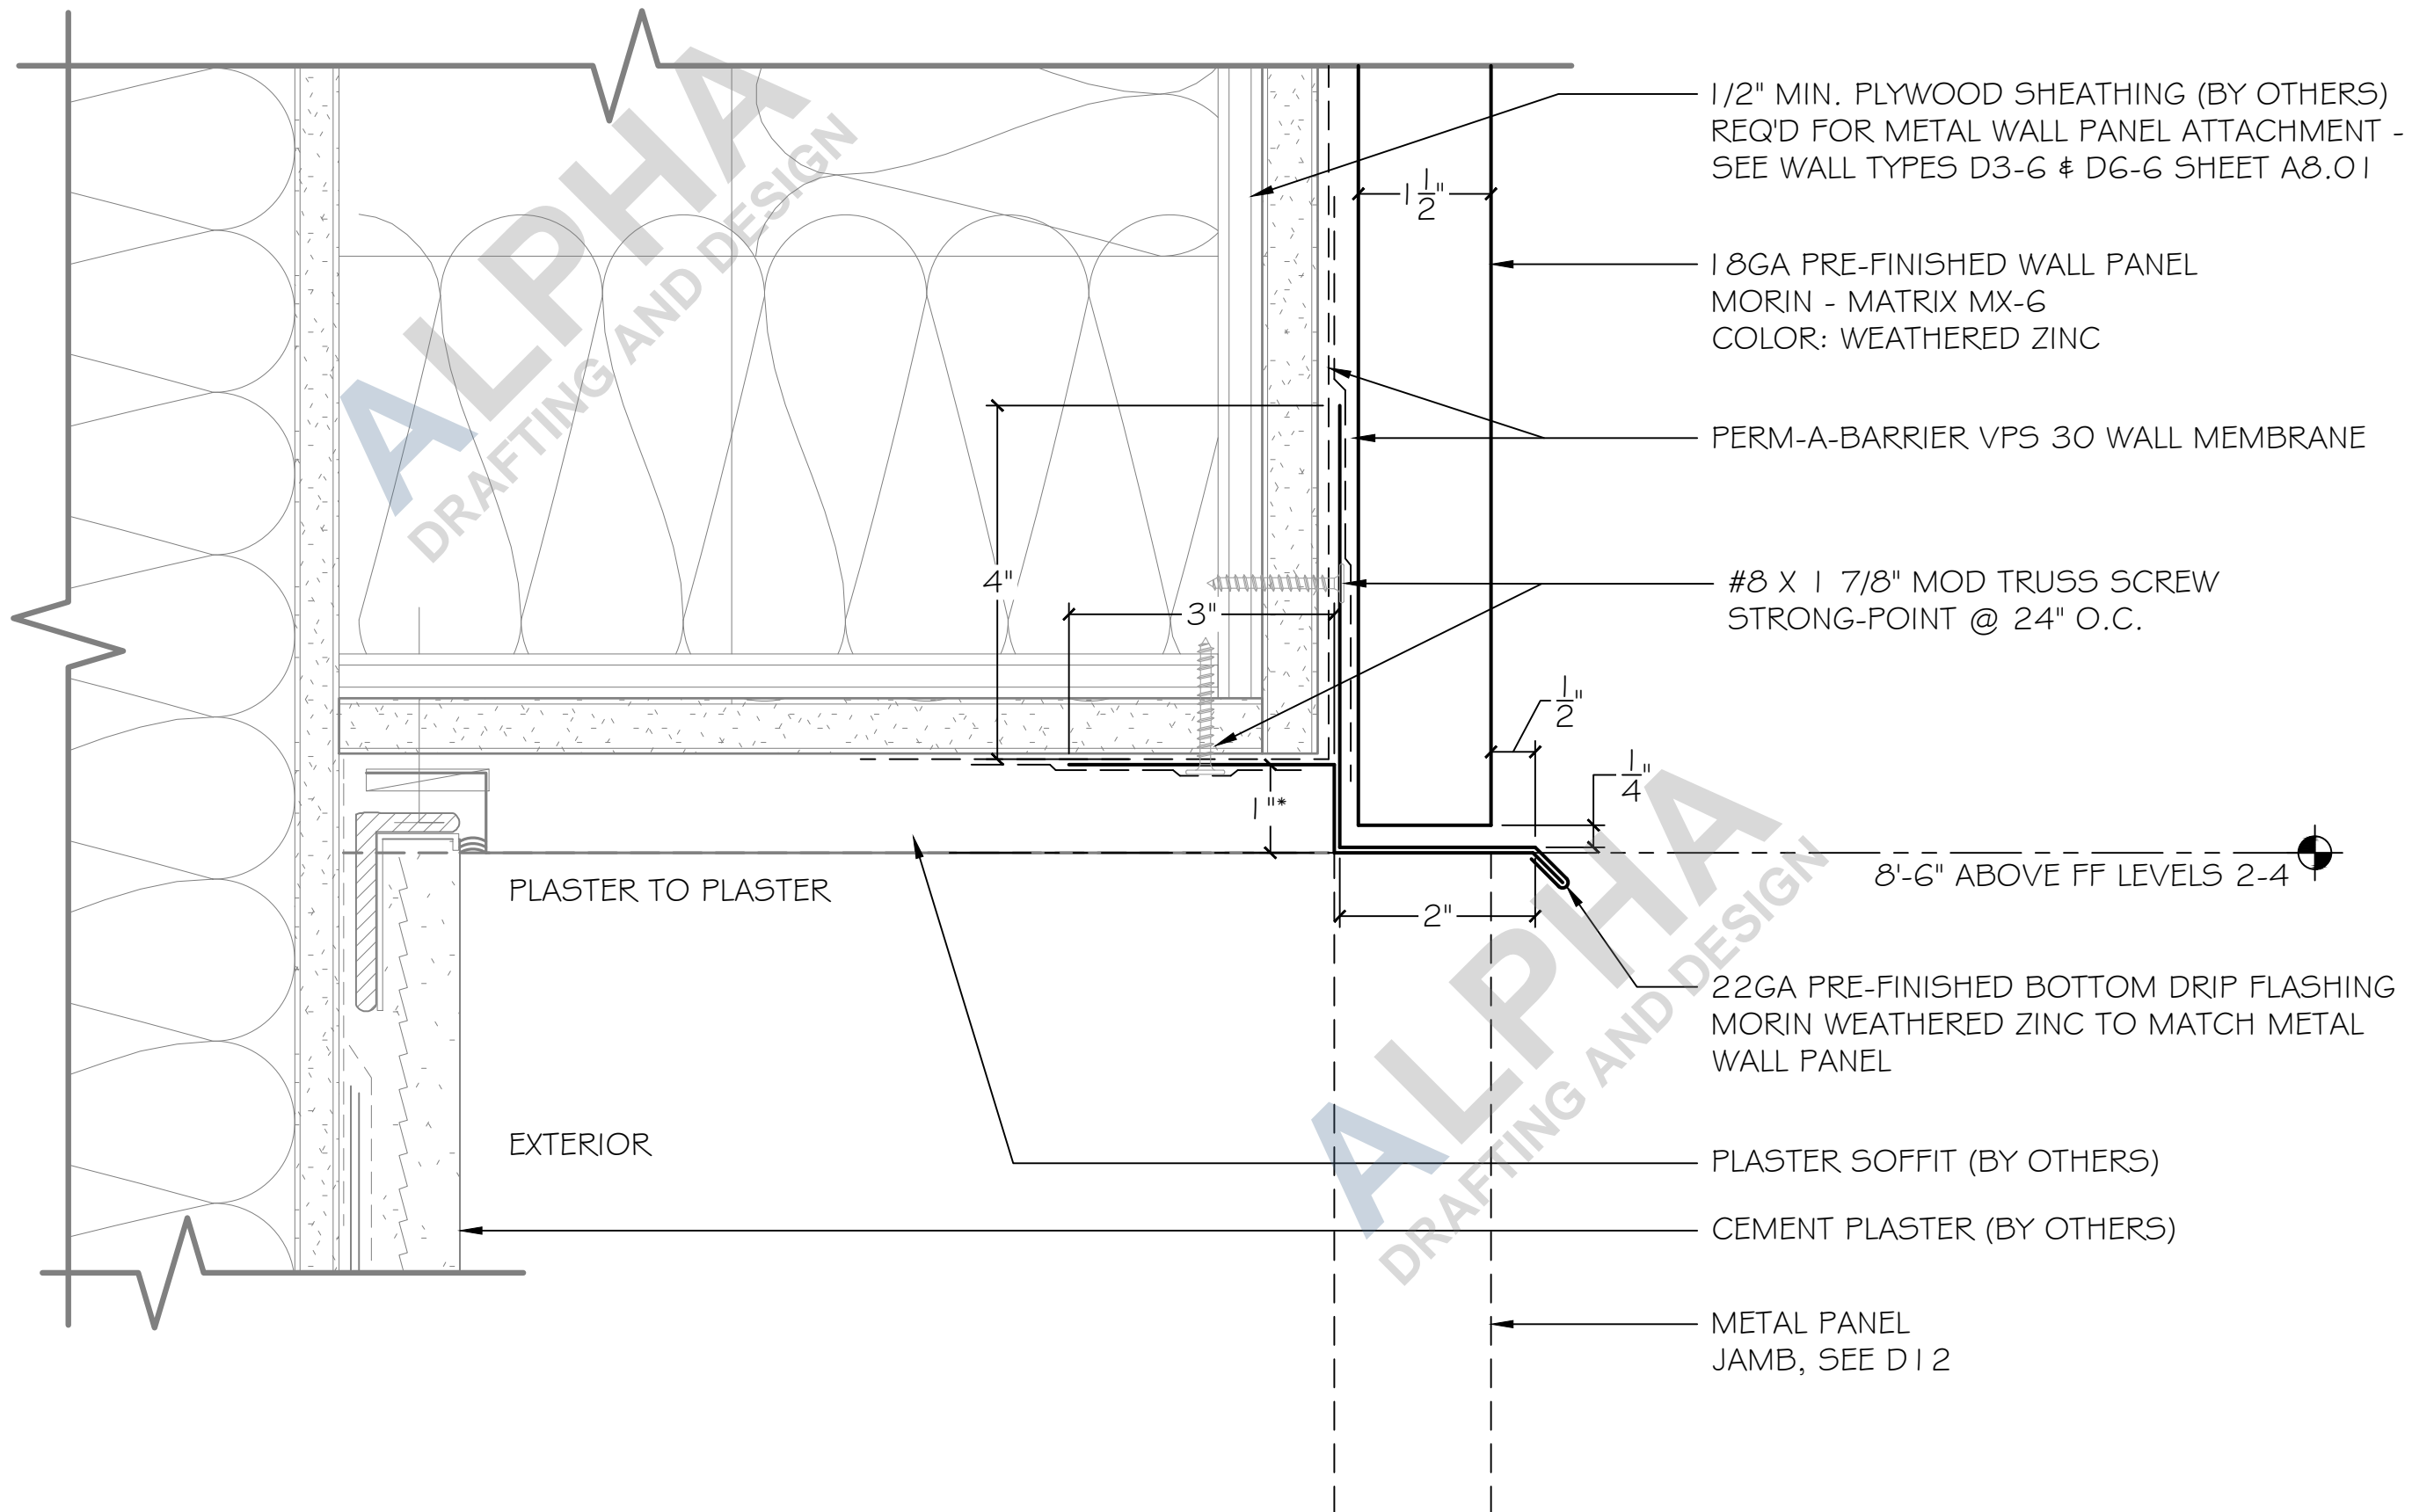 1/2" MIN. PLYWOOD SHEATHING (BY OTHERS)
REQ'D FOR METAL WALL PANEL ATTACHMENT -
SEE WALL TYPES D3-6 & D6-6 SHEET A8.01
1 1/2"
18GA PRE-FINISHED WALL PANEL
MORIN - MATRIX MX-6
COLOR: WEATHERED ZINC
PERM-A-BARRIER VPS 30 WALL MEMBRANE
4"
3"
#8 X 1 7/8" MOD TRUSS SCREW
STRONG-POINT @ 24" O.C.
1/2"
1/4"
1"*
8'-6" ABOVE FF LEVELS 2-4
PLASTER TO PLASTER
2"
22GA PRE-FINISHED BOTTOM DRIP FLASHING
MORIN WEATHERED ZINC TO MATCH METAL
WALL PANEL
EXTERIOR
PLASTER SOFFIT (BY OTHERS)
CEMENT PLASTER (BY OTHERS)
METAL PANEL
JAMB, SEE D12
ALPHA
DRAFTING AND DESIGN
ALPHA
DRAFTING AND DESIGN